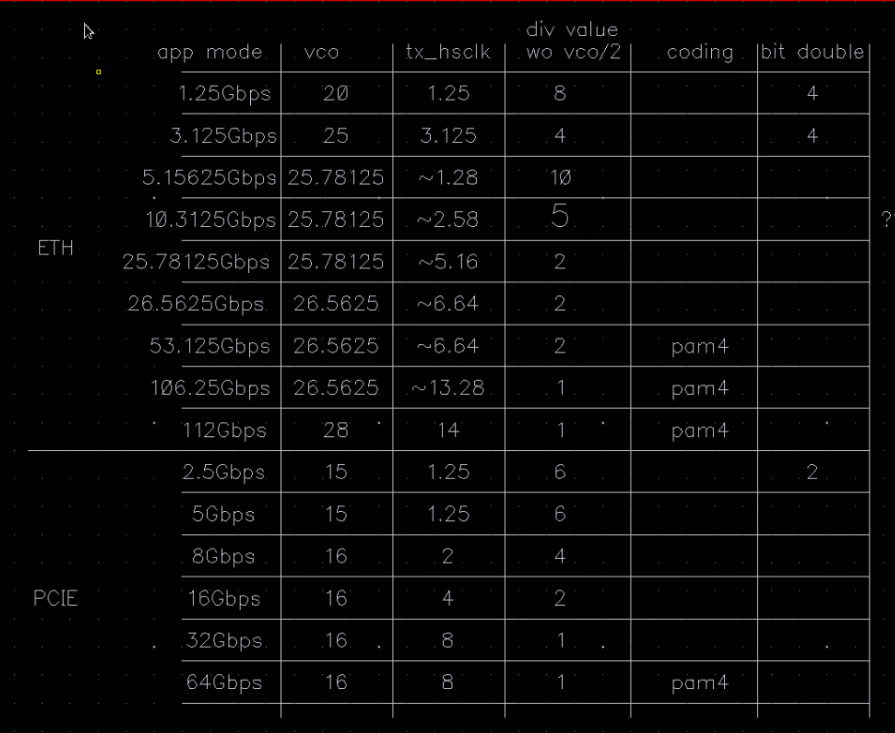 div value
app mode vco tx_hsclk wo vco/2 coding bit double
1.25Gbps 20 1.25 8 4
3.125Gbps 25 3.125 4 4
5.15625Gbps 25.78125 ~1.28 10
10.3125Gbps 25.78125 ~2.58 5 ?
ETH
25.78125Gbps 25.78125 ~5.16 2
26.5625Gbps 26.5625 ~6.64 2
53.125Gbps 26.5625 ~6.64 2 pam4
106.25Gbps 26.5625 ~13.28 1 pam4
112Gbps 28 14 1 pam4
2.5Gbps 15 1.25 6 2
5Gbps 15 1.25 6
8Gbps 16 2 4
PCIE 16Gbps 16 4 2
32Gbps 16 8 1
64Gbps 16 8 1 pam4